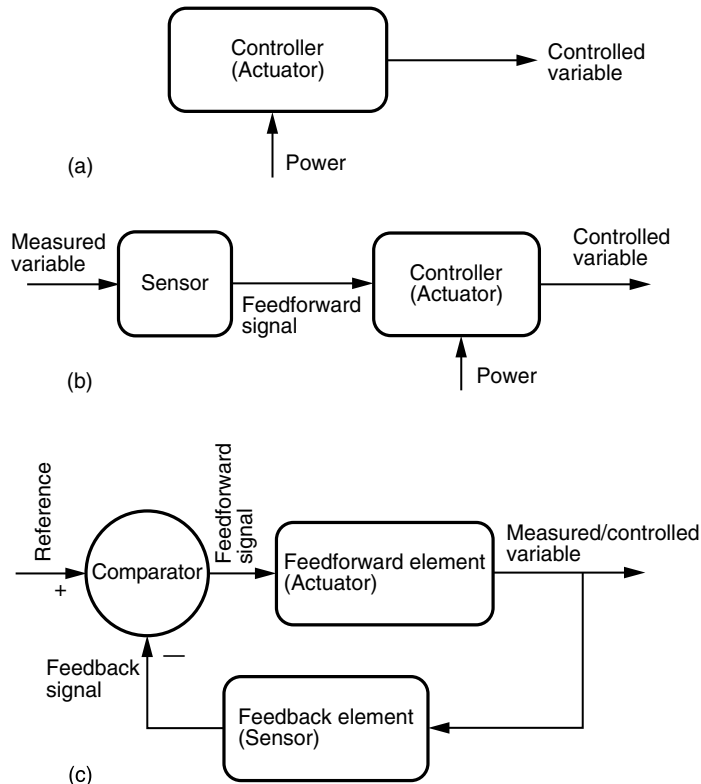 Controller
(Actuator)
Controlled
variable
Power
(a)
Measured
variable
Sensor
Feedforward
signal
Controller
(Actuator)
Controlled
variable
Power
(b)
Reference
+
Comparator
Feedforward
signal
Feedforward element
(Actuator)
Measured/controlled
variable
—
Feedback
signal
Feedback element
(Sensor)
(c)